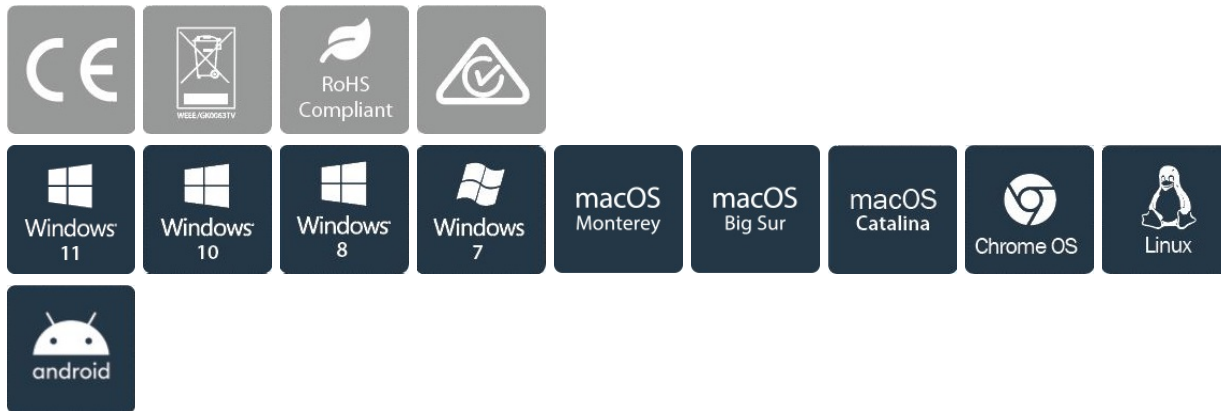 CE
WEEE/GK0063TV
RoHS
Compliant
Windows
11
Windows
10
Windows
8
Windows
7
macOS
Monterey
macOS
Big Sur
macOS
Catalina
Chrome OS
Linux
android